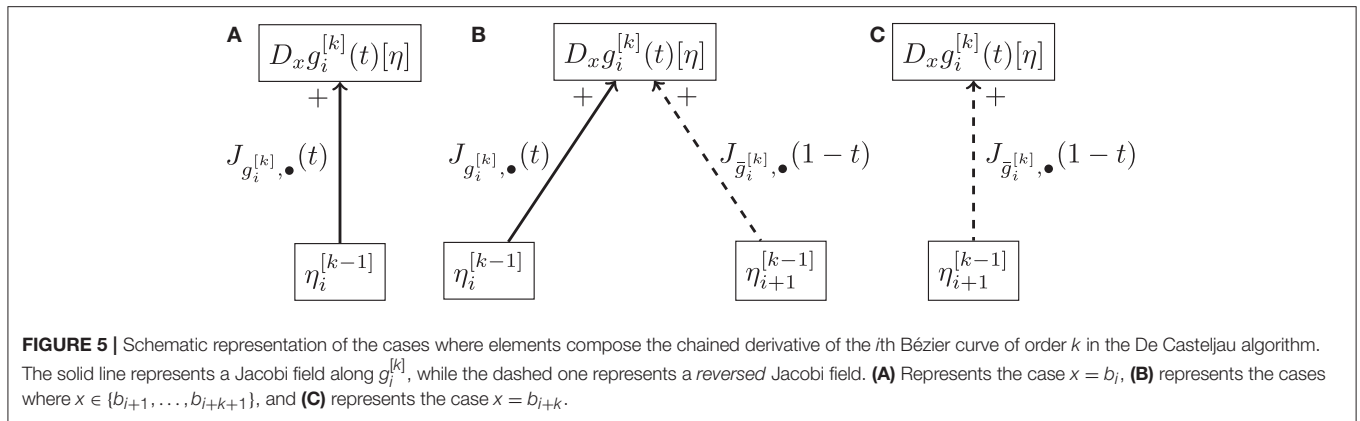 A B C
D_x g_i^{[k]}(t)[η] D_x g_i^{[k]}(t)[η] D_x g_i^{[k]}(t)[η]
+ + + +
J_{g_i^{[k]},•}(t) J_{g_i^{[k]},•}(t) J_{\overline{g}_i^{[k]},•}(1 − t) J_{\overline{g}_i^{[k]},•}(1 − t)
η_i^{[k−1]} η_i^{[k−1]} η_{i+1}^{[k−1]} η_{i+1}^{[k−1]}
FIGURE 5 | Schematic representation of the cases where elements compose the chained derivative of the ith Bézier curve of order k in the De Casteljau algorithm.
The solid line represents a Jacobi field along g_i^{[k]}, while the dashed one represents a reversed Jacobi field. (A) Represents the case x = b_i, (B) represents the cases
where x ∈ {b_{i+1}, . . . , b_{i+k+1}}, and (C) represents the case x = b_{i+k}.